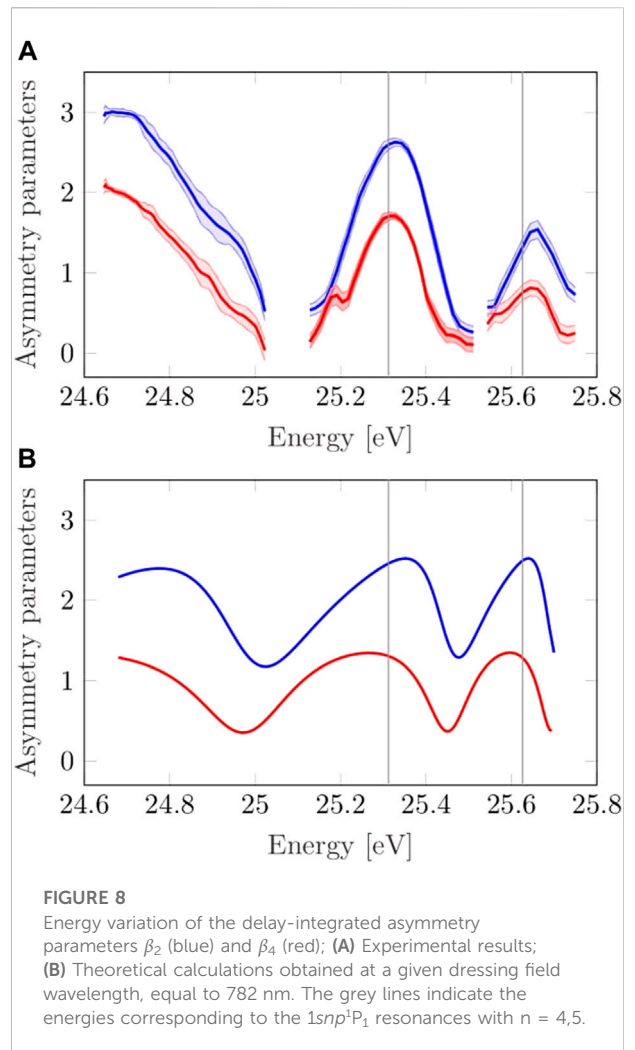 A
Asymmetry parameters
3
2
1
0
24.6 24.8 25 25.2 25.4 25.6 25.8
Energy [eV]
B
Asymmetry parameters
3
2
1
0
24.6 24.8 25 25.2 25.4 25.6 25.8
Energy [eV]
FIGURE 8
Energy variation of the delay-integrated asymmetry
parameters β₂ (blue) and β₄ (red); (A) Experimental results;
(B) Theoretical calculations obtained at a given dressing field
wavelength, equal to 782 nm. The grey lines indicate the
energies corresponding to the 1snp¹P₁ resonances with n = 4,5.